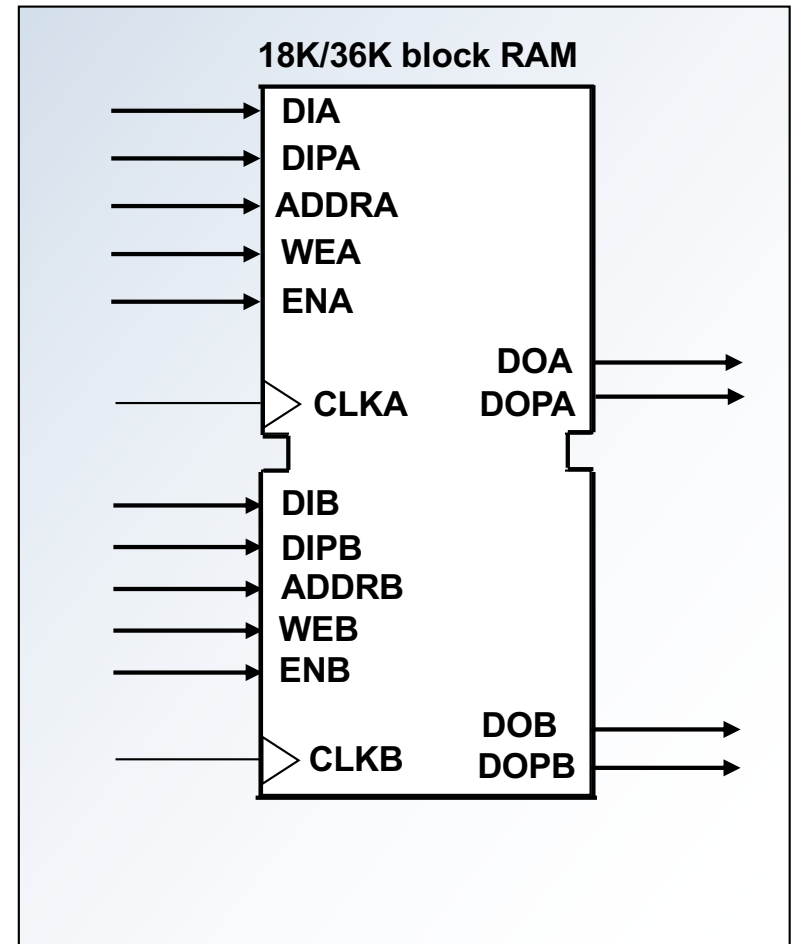 18K/36K block RAM
DIA
DIPA
ADDRA
WEA
ENA
DOA
CLKA DOPA
DIB
DIPB
ADDRB
WEB
ENB
DOB
CLKB DOPB